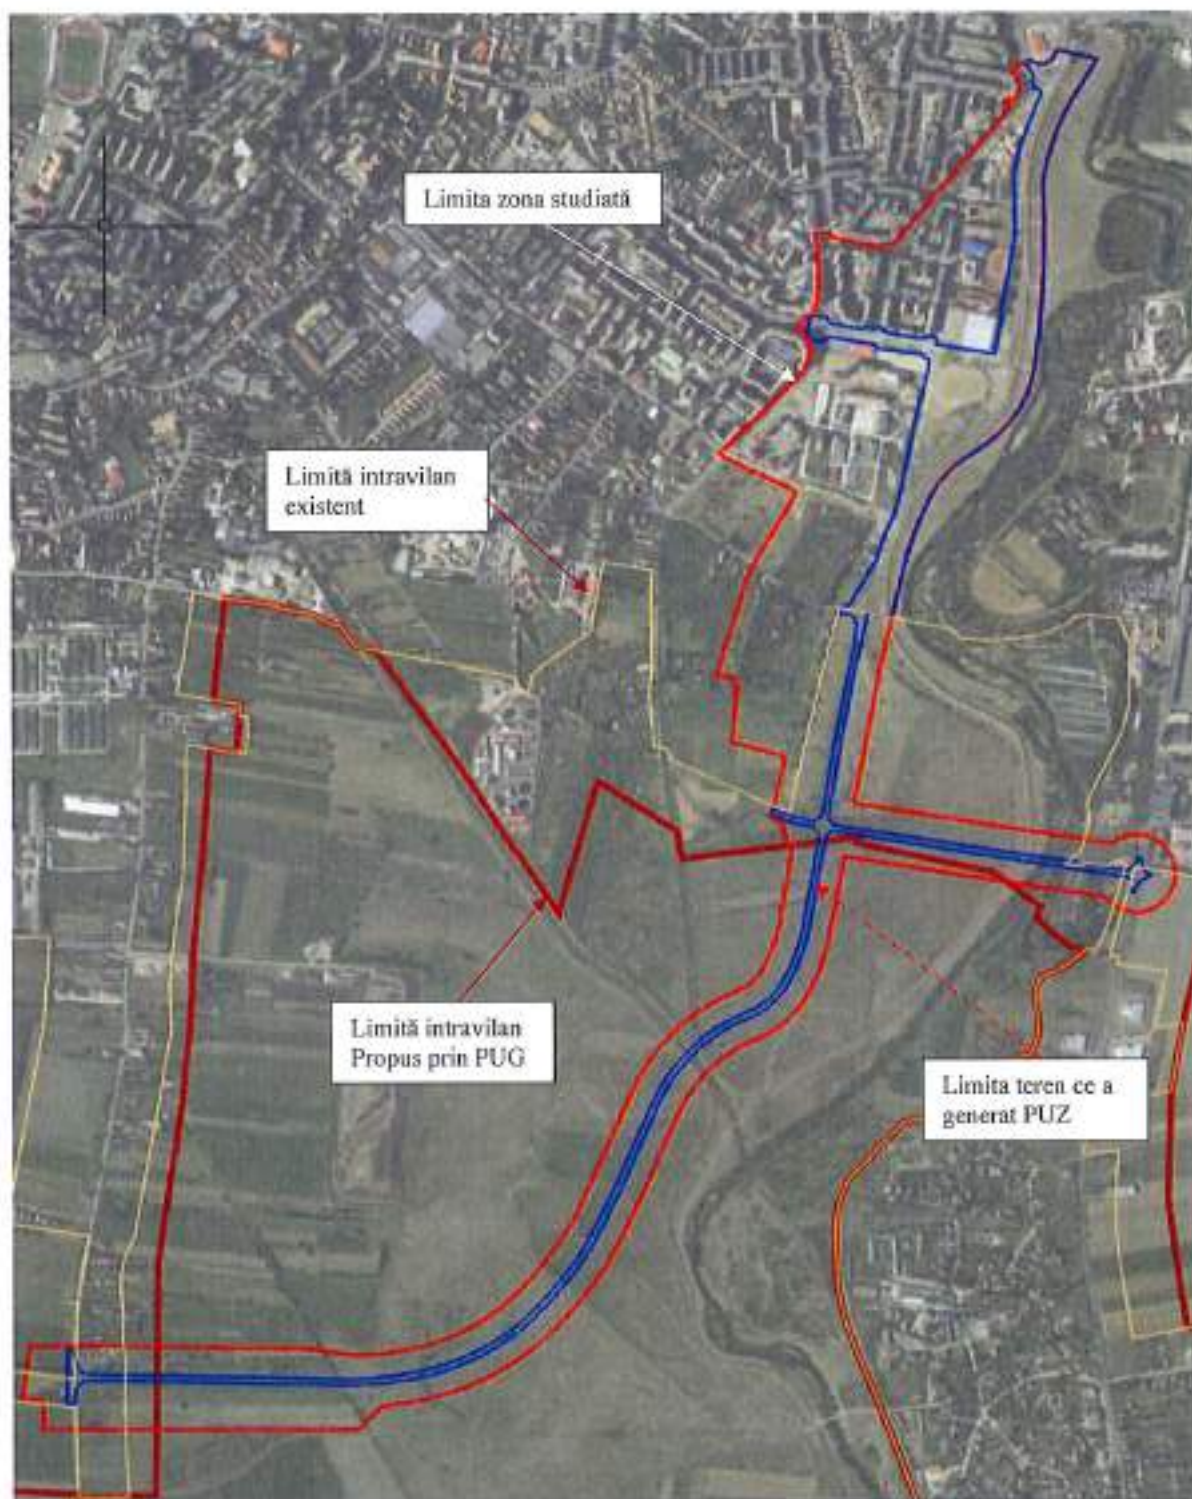 Limita zona studiată
Limită intravilan
existent
Limită intravilan
Propus prin PUG
Limita teren ce a
generat PUZ